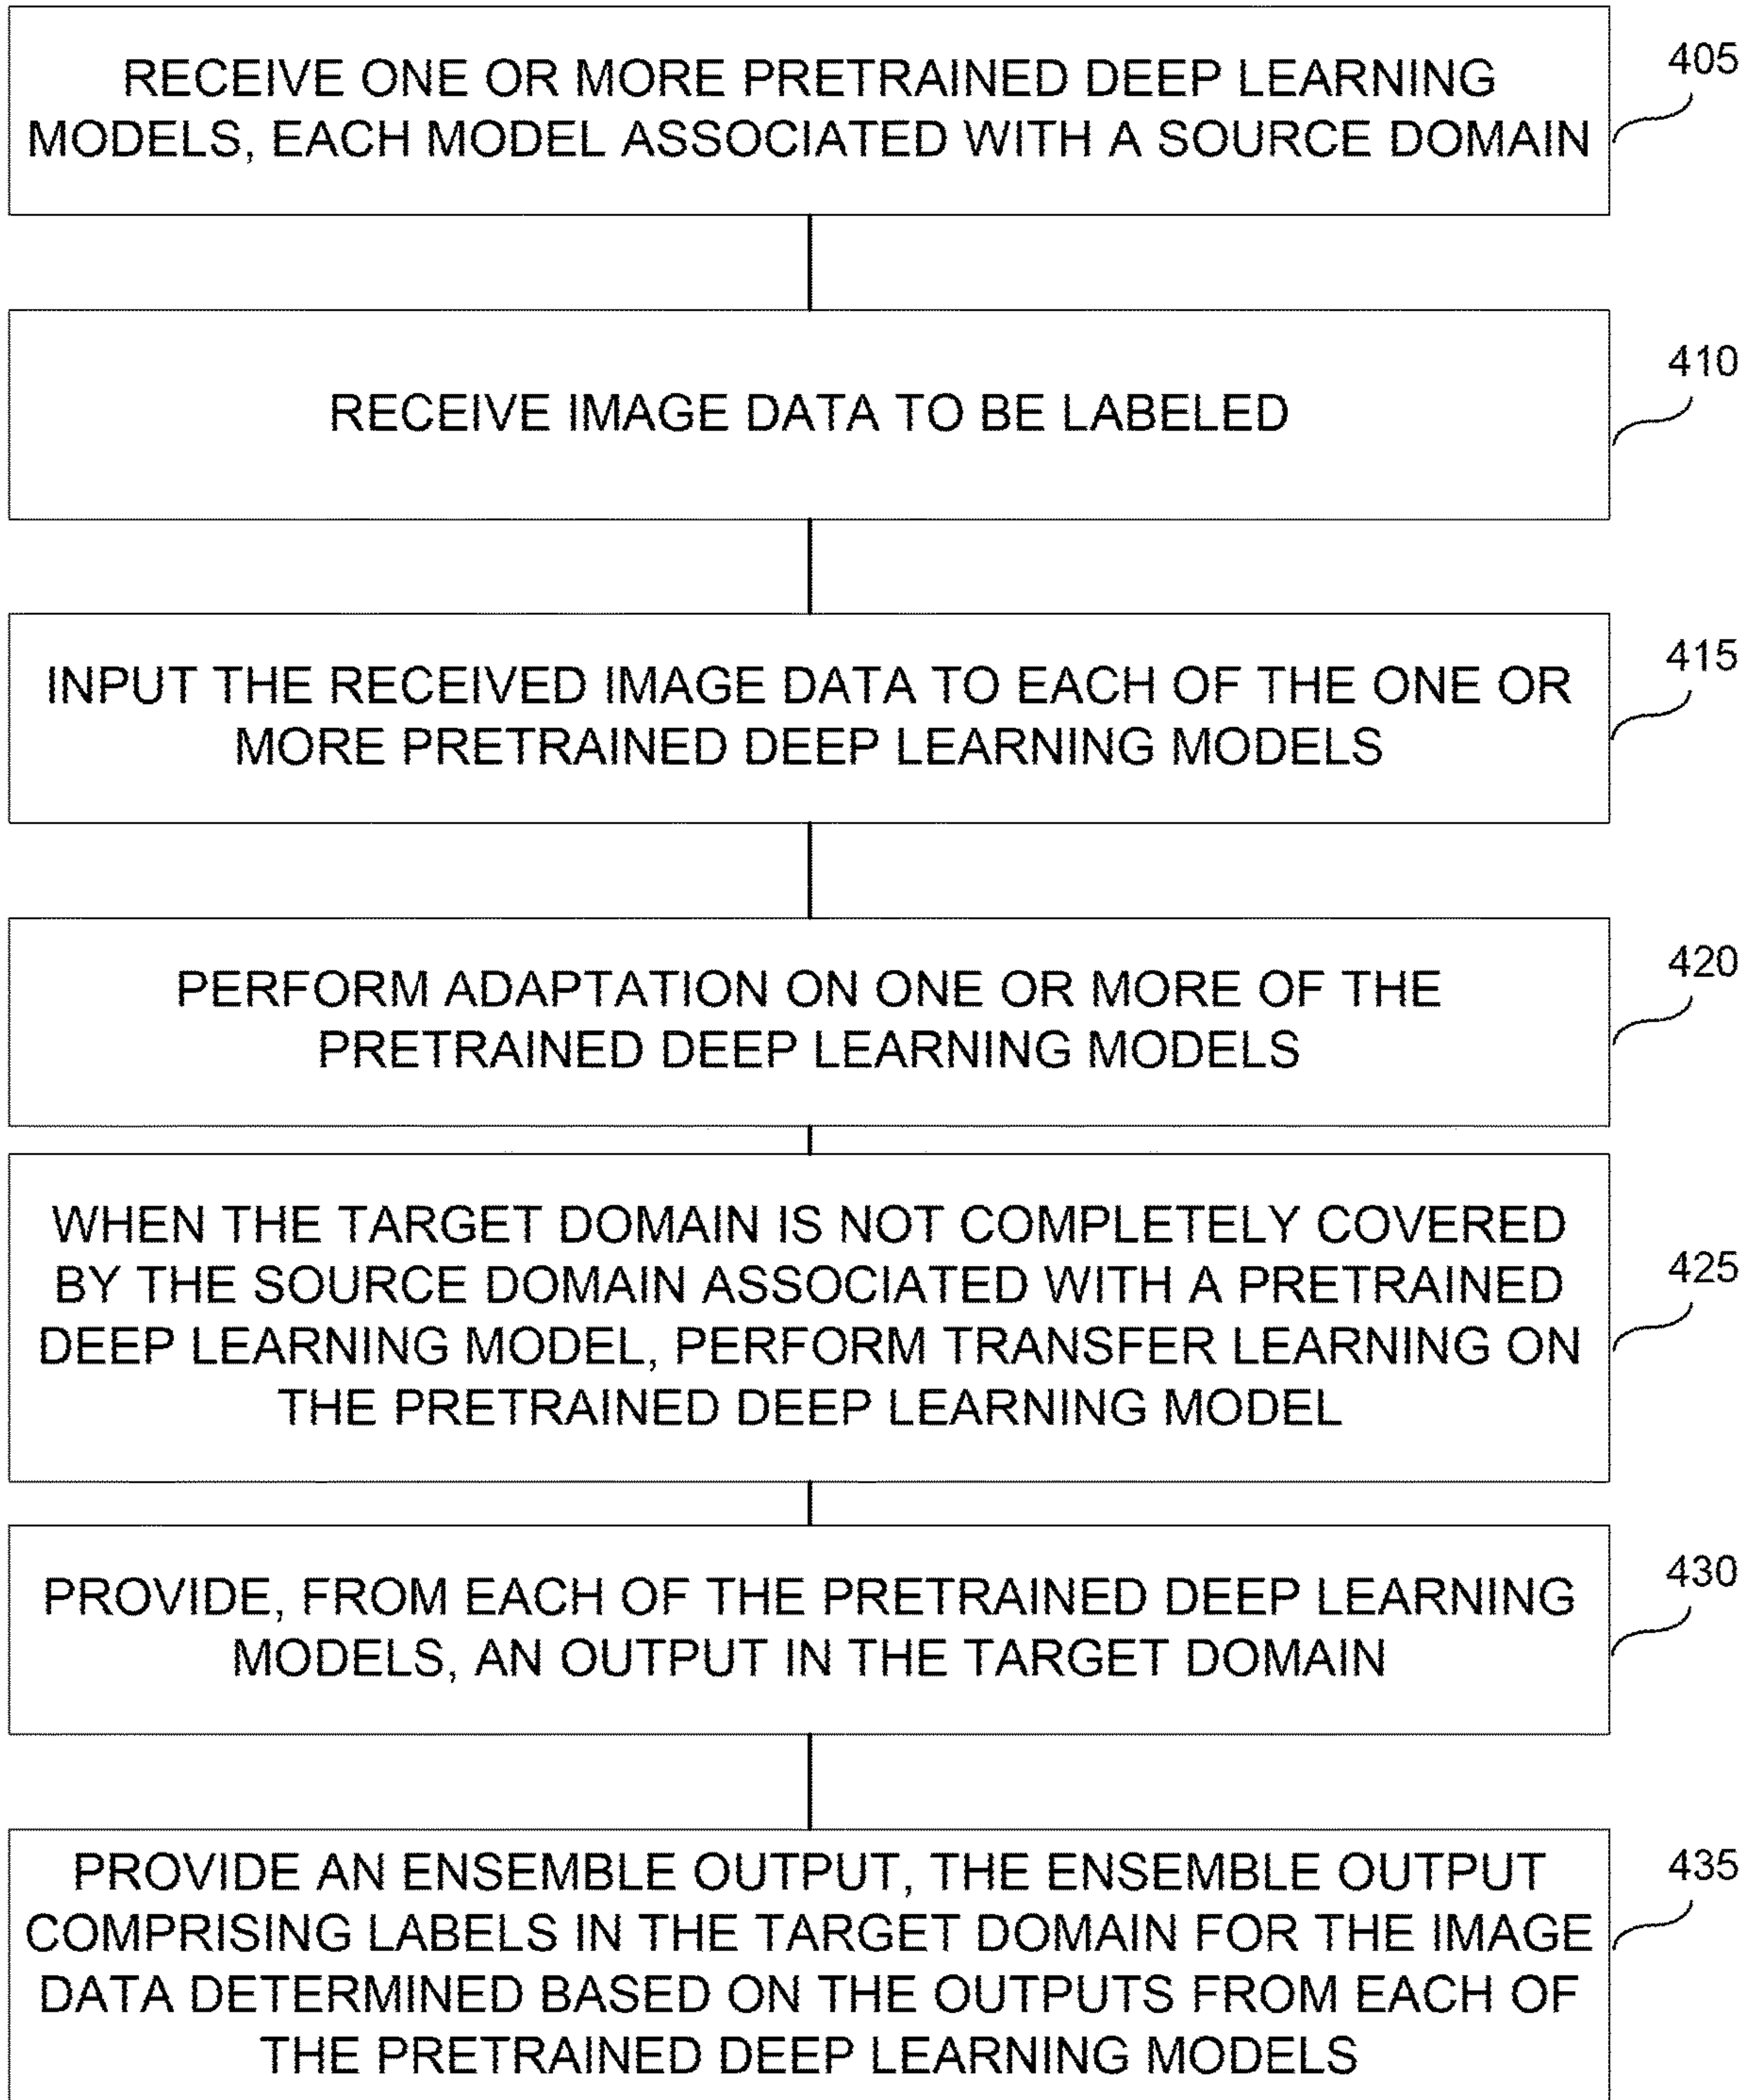 RECEIVE ONE OR MORE PRETRAINED DEEP LEARNING
MODELS, EACH MODEL ASSOCIATED WITH A SOURCE DOMAIN
405
RECEIVE IMAGE DATA TO BE LABELED
410
INPUT THE RECEIVED IMAGE DATA TO EACH OF THE ONE OR
MORE PRETRAINED DEEP LEARNING MODELS
415
PERFORM ADAPTATION ON ONE OR MORE OF THE
PRETRAINED DEEP LEARNING MODELS
420
WHEN THE TARGET DOMAIN IS NOT COMPLETELY COVERED
BY THE SOURCE DOMAIN ASSOCIATED WITH A PRETRAINED
DEEP LEARNING MODEL, PERFORM TRANSFER LEARNING ON
THE PRETRAINED DEEP LEARNING MODEL
425
PROVIDE, FROM EACH OF THE PRETRAINED DEEP LEARNING
MODELS, AN OUTPUT IN THE TARGET DOMAIN
430
PROVIDE AN ENSEMBLE OUTPUT, THE ENSEMBLE OUTPUT
COMPRISING LABELS IN THE TARGET DOMAIN FOR THE IMAGE
DATA DETERMINED BASED ON THE OUTPUTS FROM EACH OF
THE PRETRAINED DEEP LEARNING MODELS
435